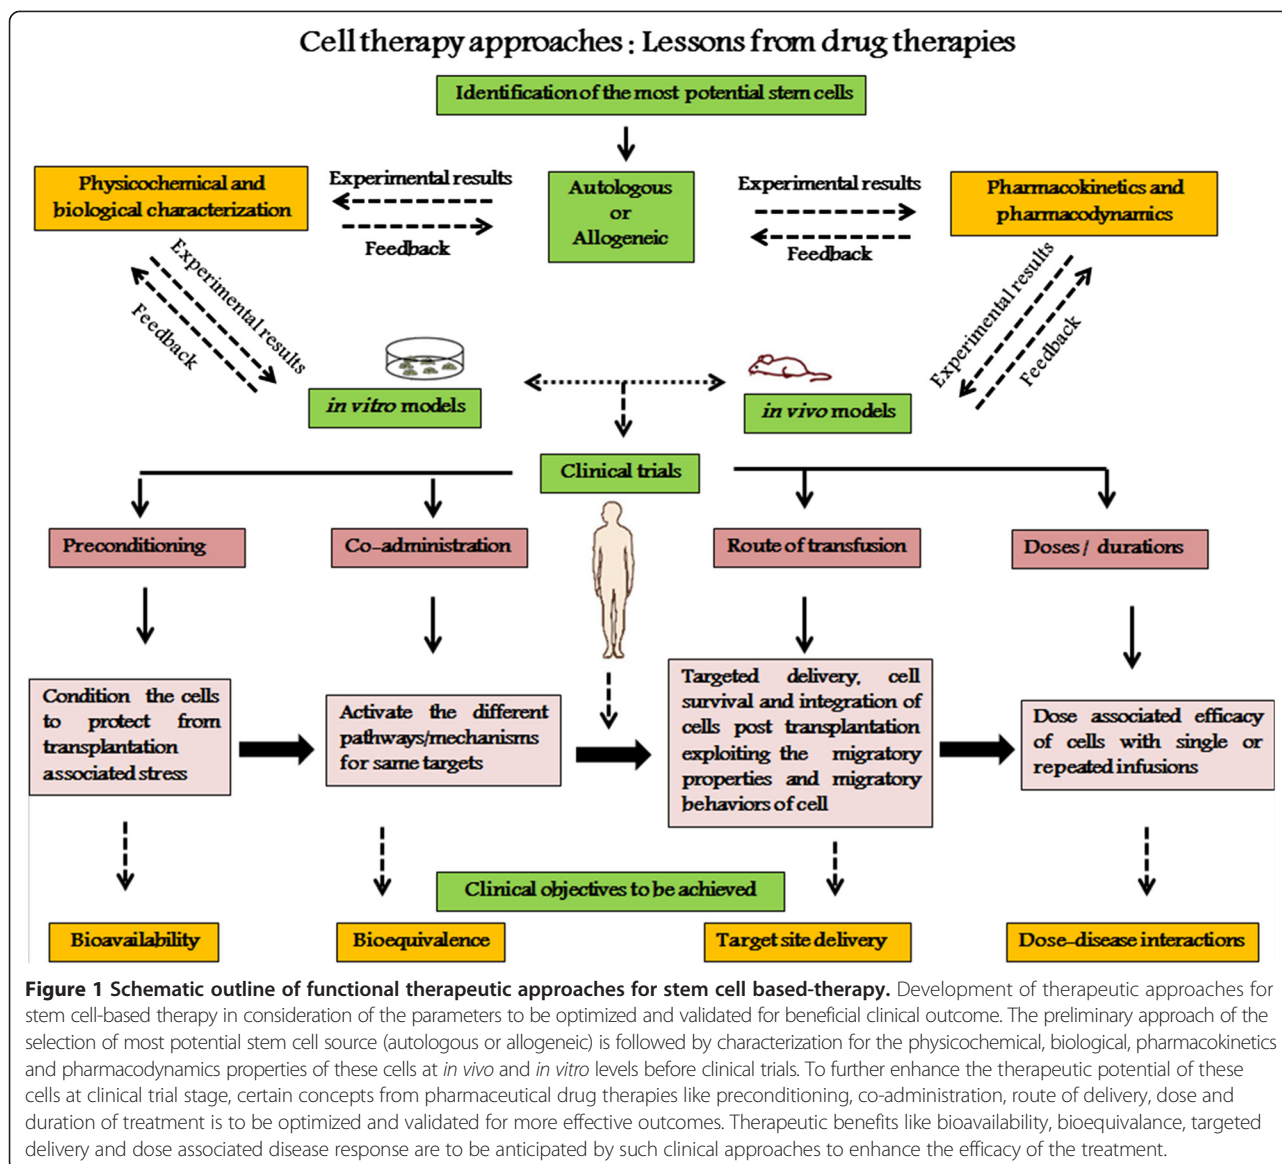 Cell therapy approaches : Lessons from drug therapies
Identification of the most potential stem cells
Physicochemical and
biological characterization
Experimental results
Feedback
Autologous
or
Allogeneic
Experimental results
Feedback
Pharmacokinetics and
pharmacodynamics
Experimental results
Feedback
Experimental results
Feedback
in vitro models
in vivo models
Clinical trials
Preconditioning
Co-administration
Route of transfusion
Doses / durations
Condition the cells
to protect from
transplantation
associated stress
Activate the different
pathways/mechanisms
for same targets
Targeted delivery, cell
survival and integration of
cells post transplantation
exploiting the migratory
properties and migratory
behaviors of cell
Dose associated efficacy
of cells with single or
repeated infusions
Clinical objectives to be achieved
Bioavailability
Bioequivalence
Target site delivery
Dose-disease interactions
Figure 1 Schematic outline of functional therapeutic approaches for stem cell based-therapy. Development of therapeutic approaches for
stem cell-based therapy in consideration of the parameters to be optimized and validated for beneficial clinical outcome. The preliminary approach of the
selection of most potential stem cell source (autologous or allogeneic) is followed by characterization for the physicochemical, biological, pharmacokinetics
and pharmacodynamics properties of these cells at in vivo and in vitro levels before clinical trials. To further enhance the therapeutic potential of these
cells at clinical trial stage, certain concepts from pharmaceutical drug therapies like preconditioning, co-administration, route of delivery, dose and
duration of treatment is to be optimized and validated for more effective outcomes. Therapeutic benefits like bioavailability, bioequivalance, targeted
delivery and dose associated disease response are to be anticipated by such clinical approaches to enhance the efficacy of the treatment.